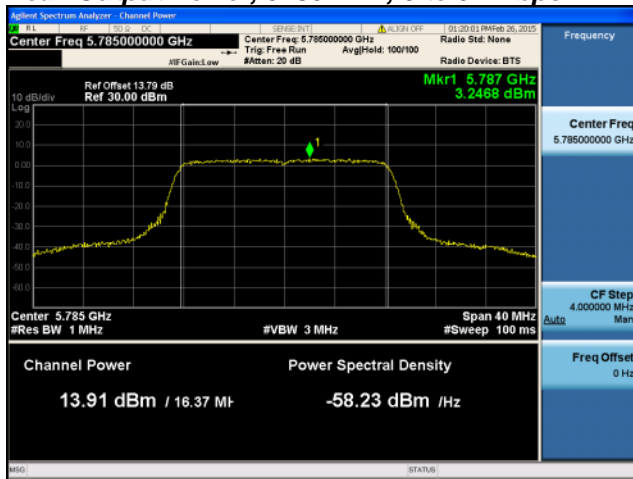 Agilent Spectrum Analyzer - Channel Power
RL RF 50 Ω DC SENSE:INT ALIGN OFF 01:20:01 PM Feb 26, 2015
Center Freq 5.785000000 GHz
Center Freq: 5.785000000 GHz
Radio Std: None
Trig: Free Run Avg|Hold: 100/100
#IFGain:Low #Atten: 20 dB Radio Device: BTS
Ref Offset 13.79 dB
10 dB/div Ref 30.00 dBm
Mkr1 5.787 GHz
3.2468 dBm
Log
20.0
10.0
0.00
-10.0
-20.0
-30.0
-40.0
-50.0
-60.0
1
Center 5.785 GHz Span 40 MHz
#Res BW 1 MHz #VBW 3 MHz #Sweep 100 ms
Channel Power Power Spectral Density
13.91 dBm / 16.37 MH -58.23 dBm /Hz
MSG STATUS
Frequency
Center Freq
5.785000000 GHz
CF Step
4.000000 MHz
Auto Man
Freq Offset
0 Hz